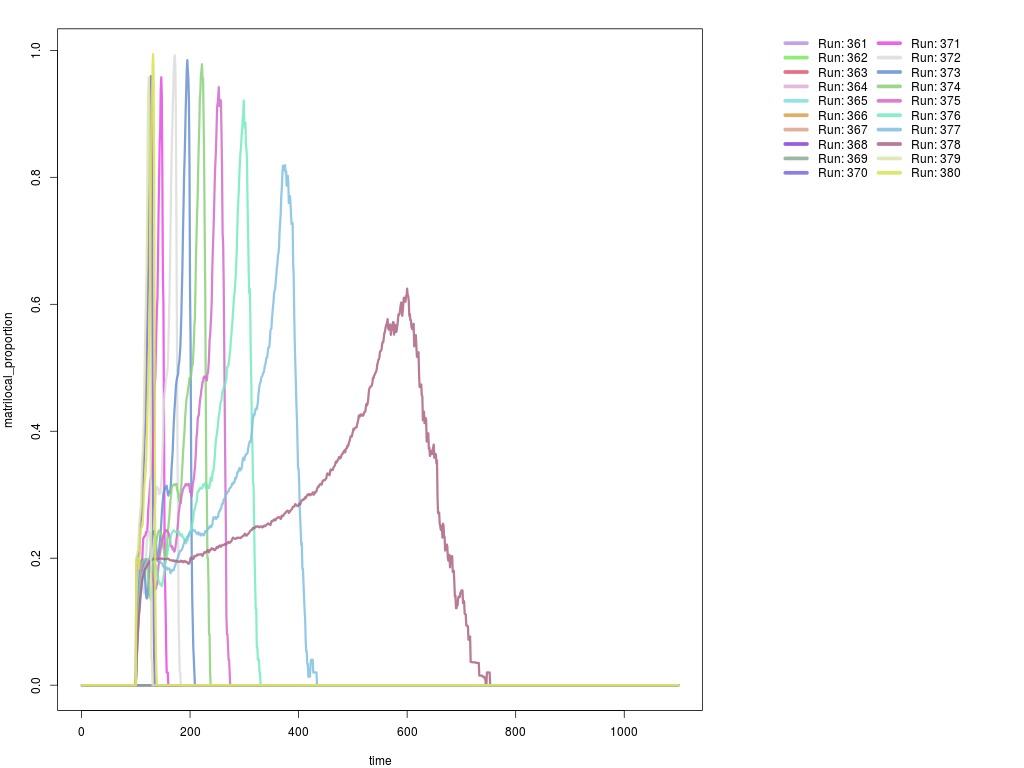 1.0
0.8
0.6
0.4
0.2
0.0
matrilocal_proportion
0 200 400 600 800 1000
time
Run: 361 Run: 371
Run: 362 Run: 372
Run: 363 Run: 373
Run: 364 Run: 374
Run: 365 Run: 375
Run: 366 Run: 376
Run: 367 Run: 377
Run: 368 Run: 378
Run: 369 Run: 379
Run: 370 Run: 380